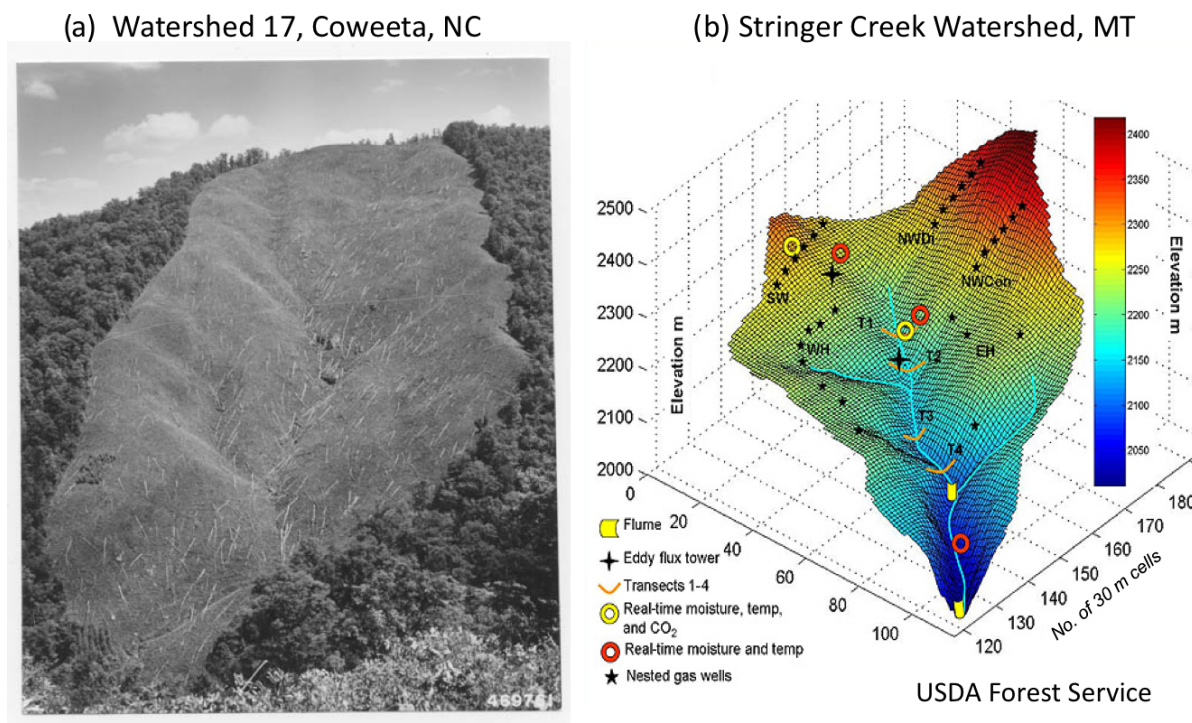 (a) Watershed 17, Coweeta, NC
(b) Stringer Creek Watershed, MT
469761
2500
2400
2300
2200
2100
2000
Elevation m
0
20
40
60
80
100
120
130
140
150
160
170
180
No. of 30 m cells
SW
NWDi
NWCon
T1
T2
WH
EH
T3
T4
2400
2350
2300
2250
2200
2150
2100
2050
Elevation m
Flume
Eddy flux tower
Transects 1-4
Real-time moisture, temp,
and CO₂
Real-time moisture and temp
Nested gas wells
USDA Forest Service